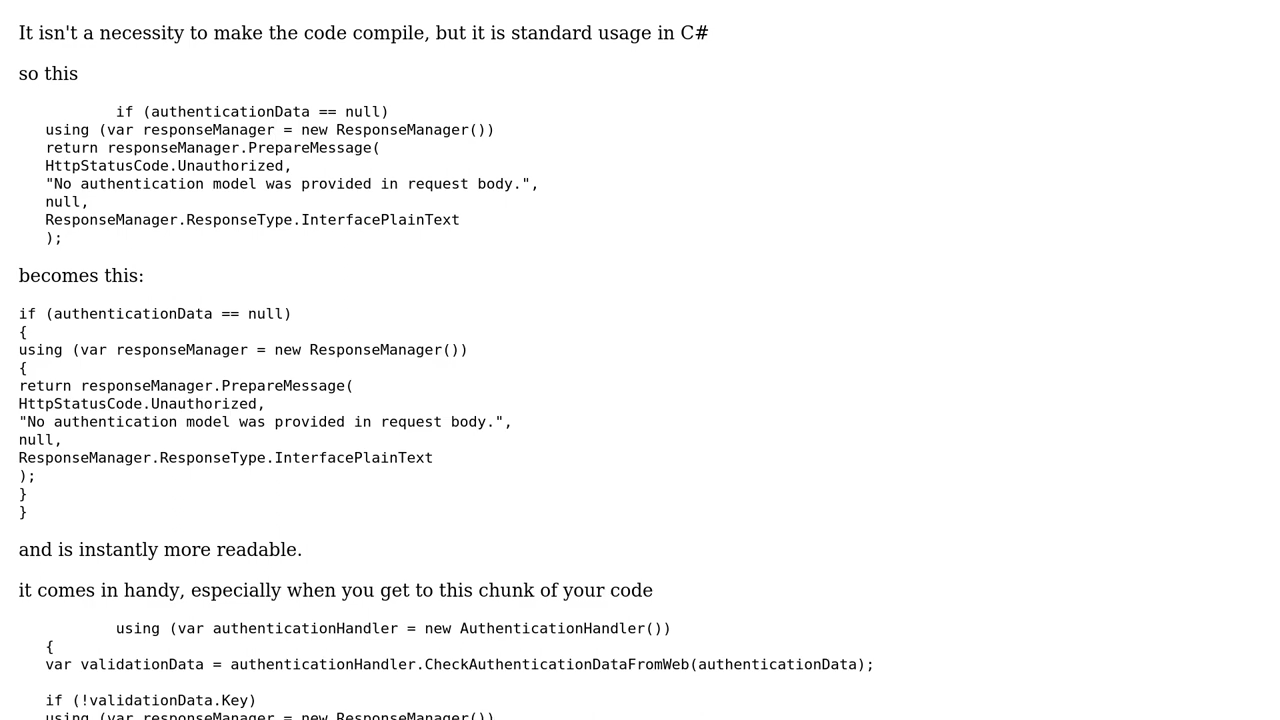 It isn't a necessity to make the code compile, but it is standard usage in C#
so this
if (authenticationData == null)
using (var responseManager = new ResponseManager())
return responseManager.PrepareMessage(
HttpStatusCode.Unauthorized,
"No authentication model was provided in request body.",
null,
ResponseManager.ResponseType.InterfacePlainText
);
becomes this:
if (authenticationData == null)
{
using (var responseManager = new ResponseManager())
{
return responseManager.PrepareMessage(
HttpStatusCode.Unauthorized,
"No authentication model was provided in request body.",
null,
ResponseManager.ResponseType.InterfacePlainText
);
}
}
and is instantly more readable.
it comes in handy, especially when you get to this chunk of your code
using (var authenticationHandler = new AuthenticationHandler())
{
var validationData = authenticationHandler.CheckAuthenticationDataFromWeb(authenticationData);
if (!validationData.Key)
using (var responseManager = new ResponseManager())